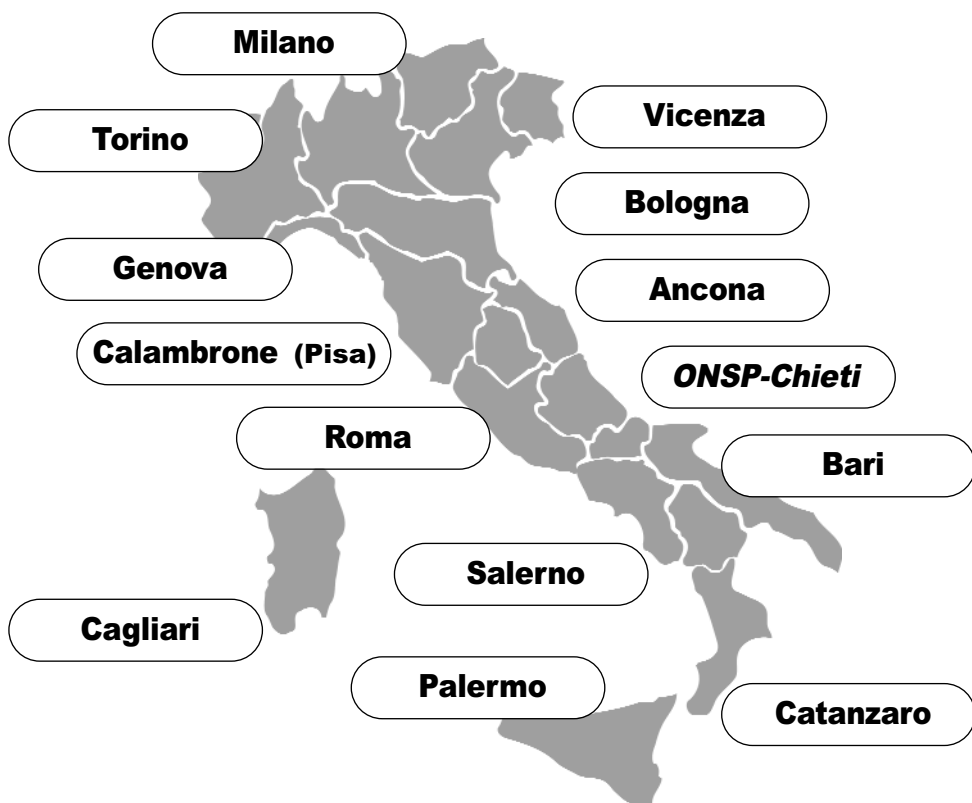 Milano
Vicenza
Torino
Bologna
Genova
Ancona
Calambrone (Pisa)
ONSP-Chieti
Roma
Bari
Salerno
Cagliari
Palermo
Catanzaro